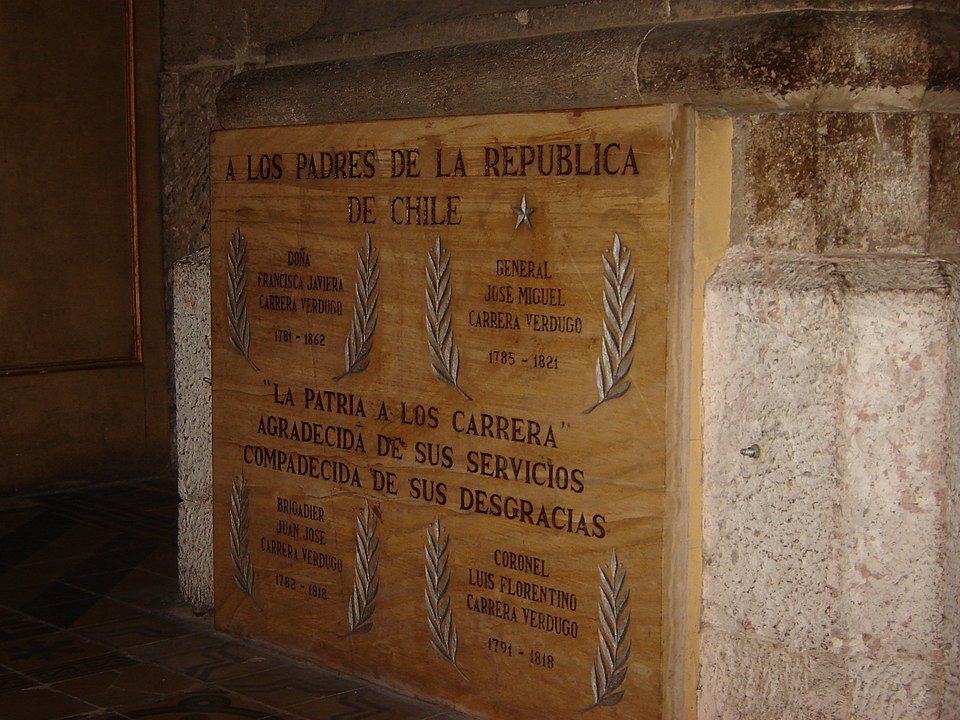 A LOS PADRES DE LA REPUBLICA
DE CHILE
DOÑA
FRANCISCA JAVIERA
CARRERA VERDUGO
1781 - 1862
GENERAL
JOSE MIGUEL
CARRERA VERDUGO
1785 - 1821
"LA PATRIA A LOS CARRERA"
AGRADECIDA DE SUS SERVICIOS
COMPADECIDA DE SUS DESGRACIAS
BRIGADIER
JUAN JOSE
CARRERA VERDUGO
1782 - 1818
CORONEL
LUIS FLORENTINO
CARRERA VERDUGO
1791 - 1818